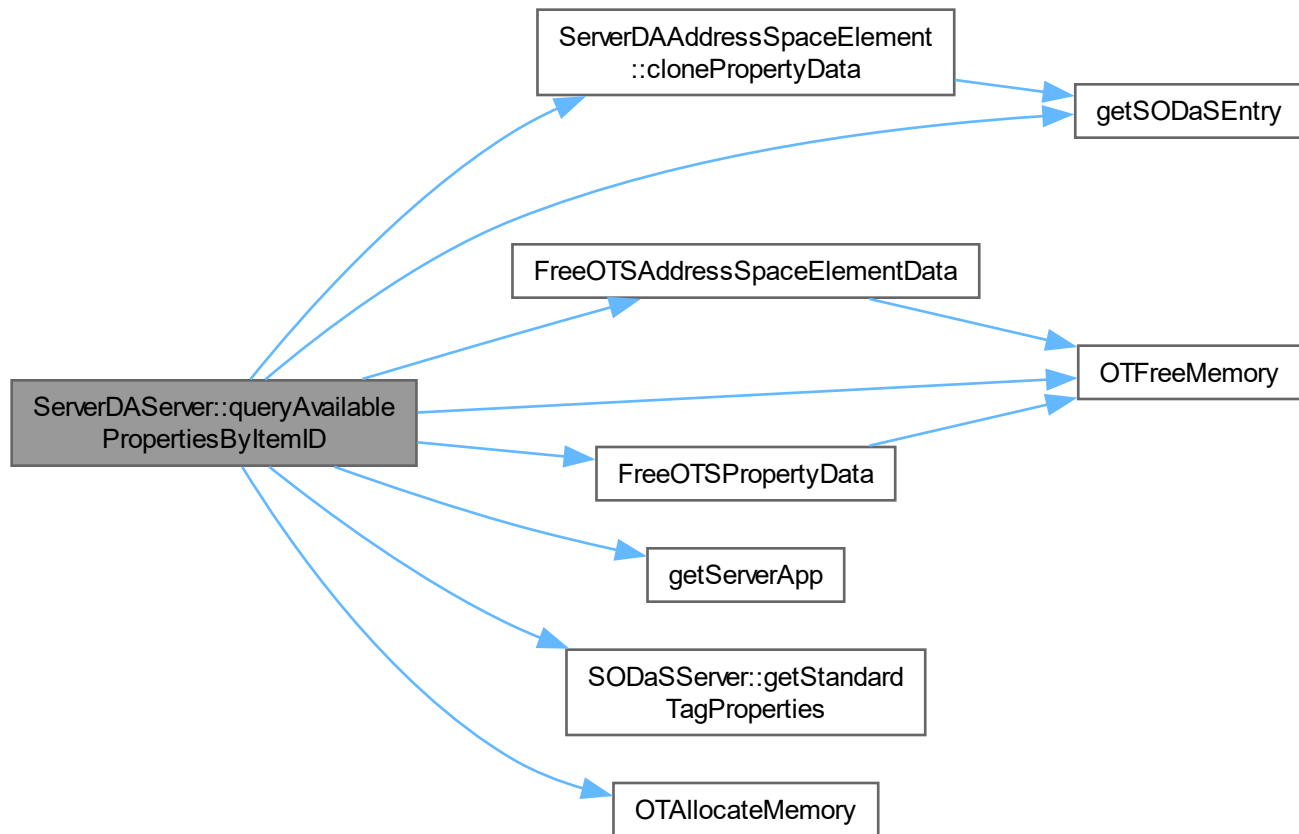 ServerDAAddressSpaceElement
::clonePropertyData
getSODaSEntry
FreeOTSAddressSpaceElementData
OTFreeMemory
ServerDAServer::queryAvailable
PropertiesByItemID
FreeOTSPropertyData
getServerApp
SODaSServer::getStandard
TagProperties
OTAllocateMemory